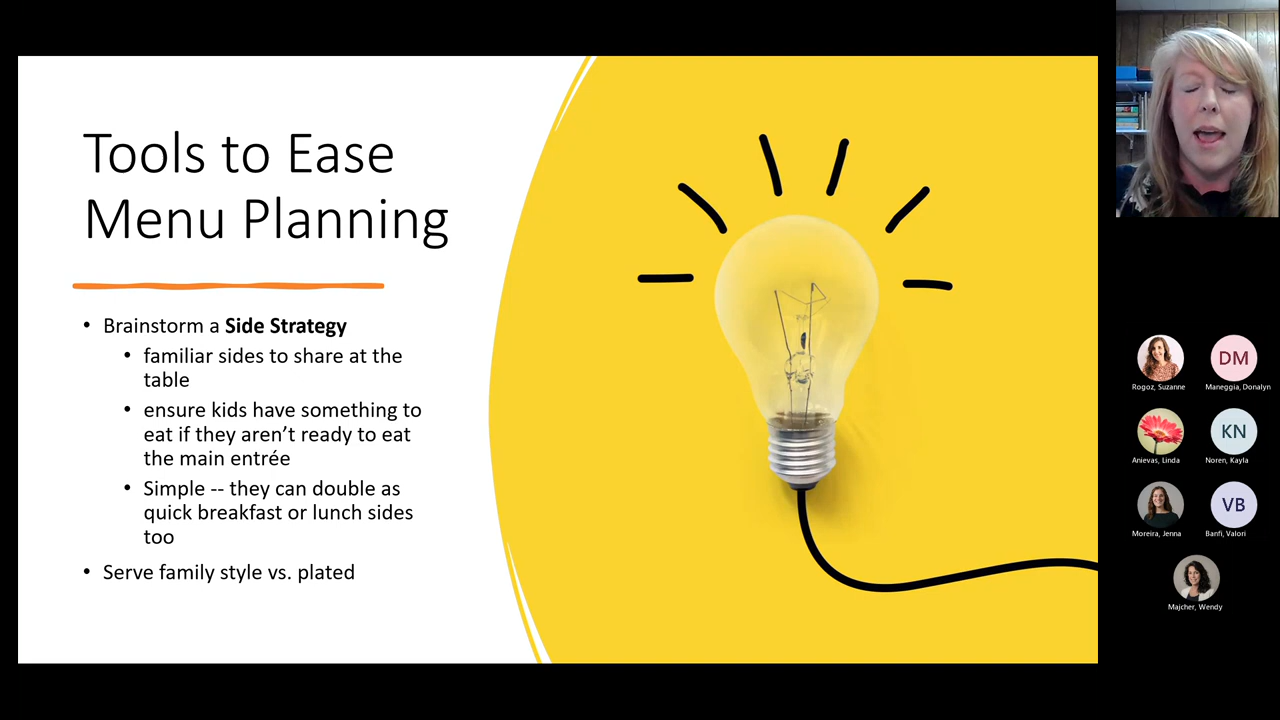 Tools to Ease
Menu Planning
• Brainstorm a Side Strategy
• familiar sides to share at the
table
• ensure kids have something to
eat if they aren’t ready to eat
the main entrée
• Simple -- they can double as
quick breakfast or lunch sides
too
• Serve family style vs. plated
Rogoz, Suzanne
DM
Maneggia, Donalyn
Anievas, Linda
KN
Noren, Kayla
Moreira, Jenna
VB
Banfi, Valori
Majcher, Wendy